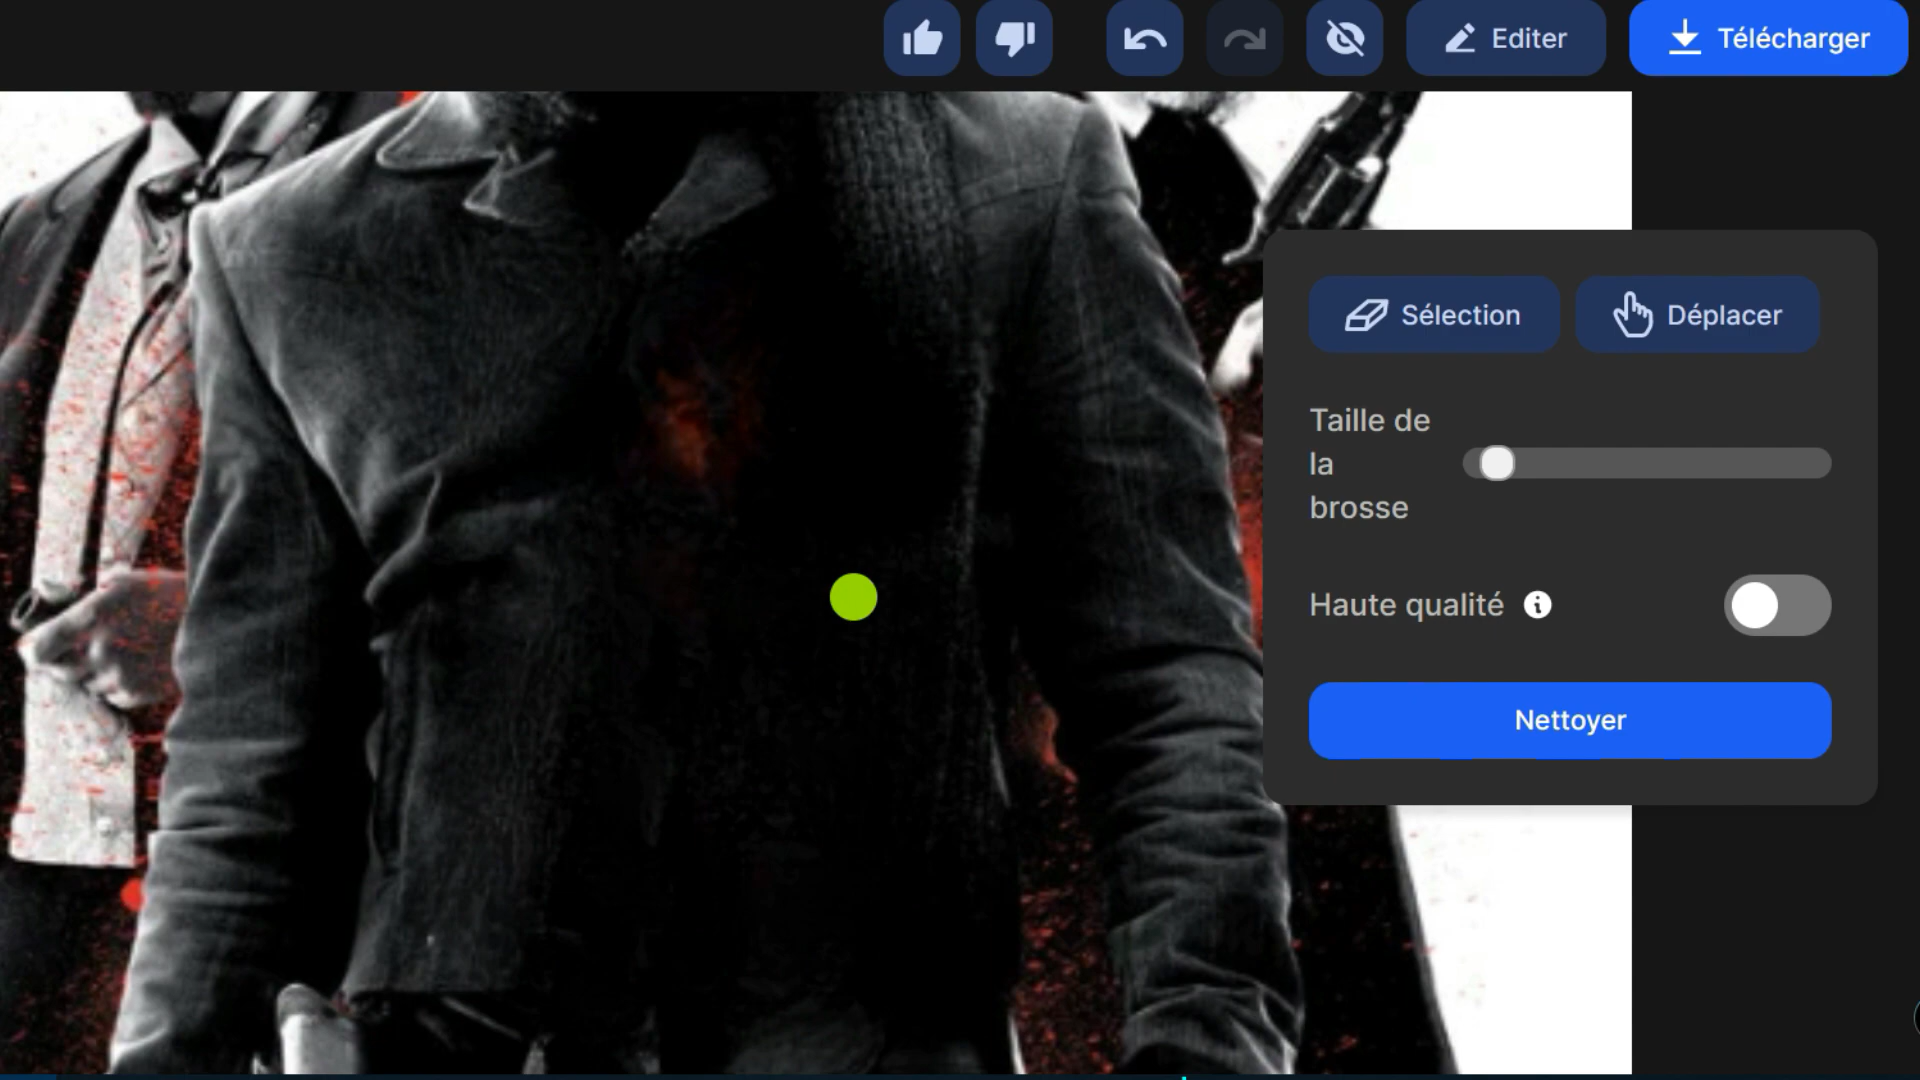 Editer
Télécharger
Sélection
Déplacer
Taille de
la
brosse
Haute qualité
Nettoyer